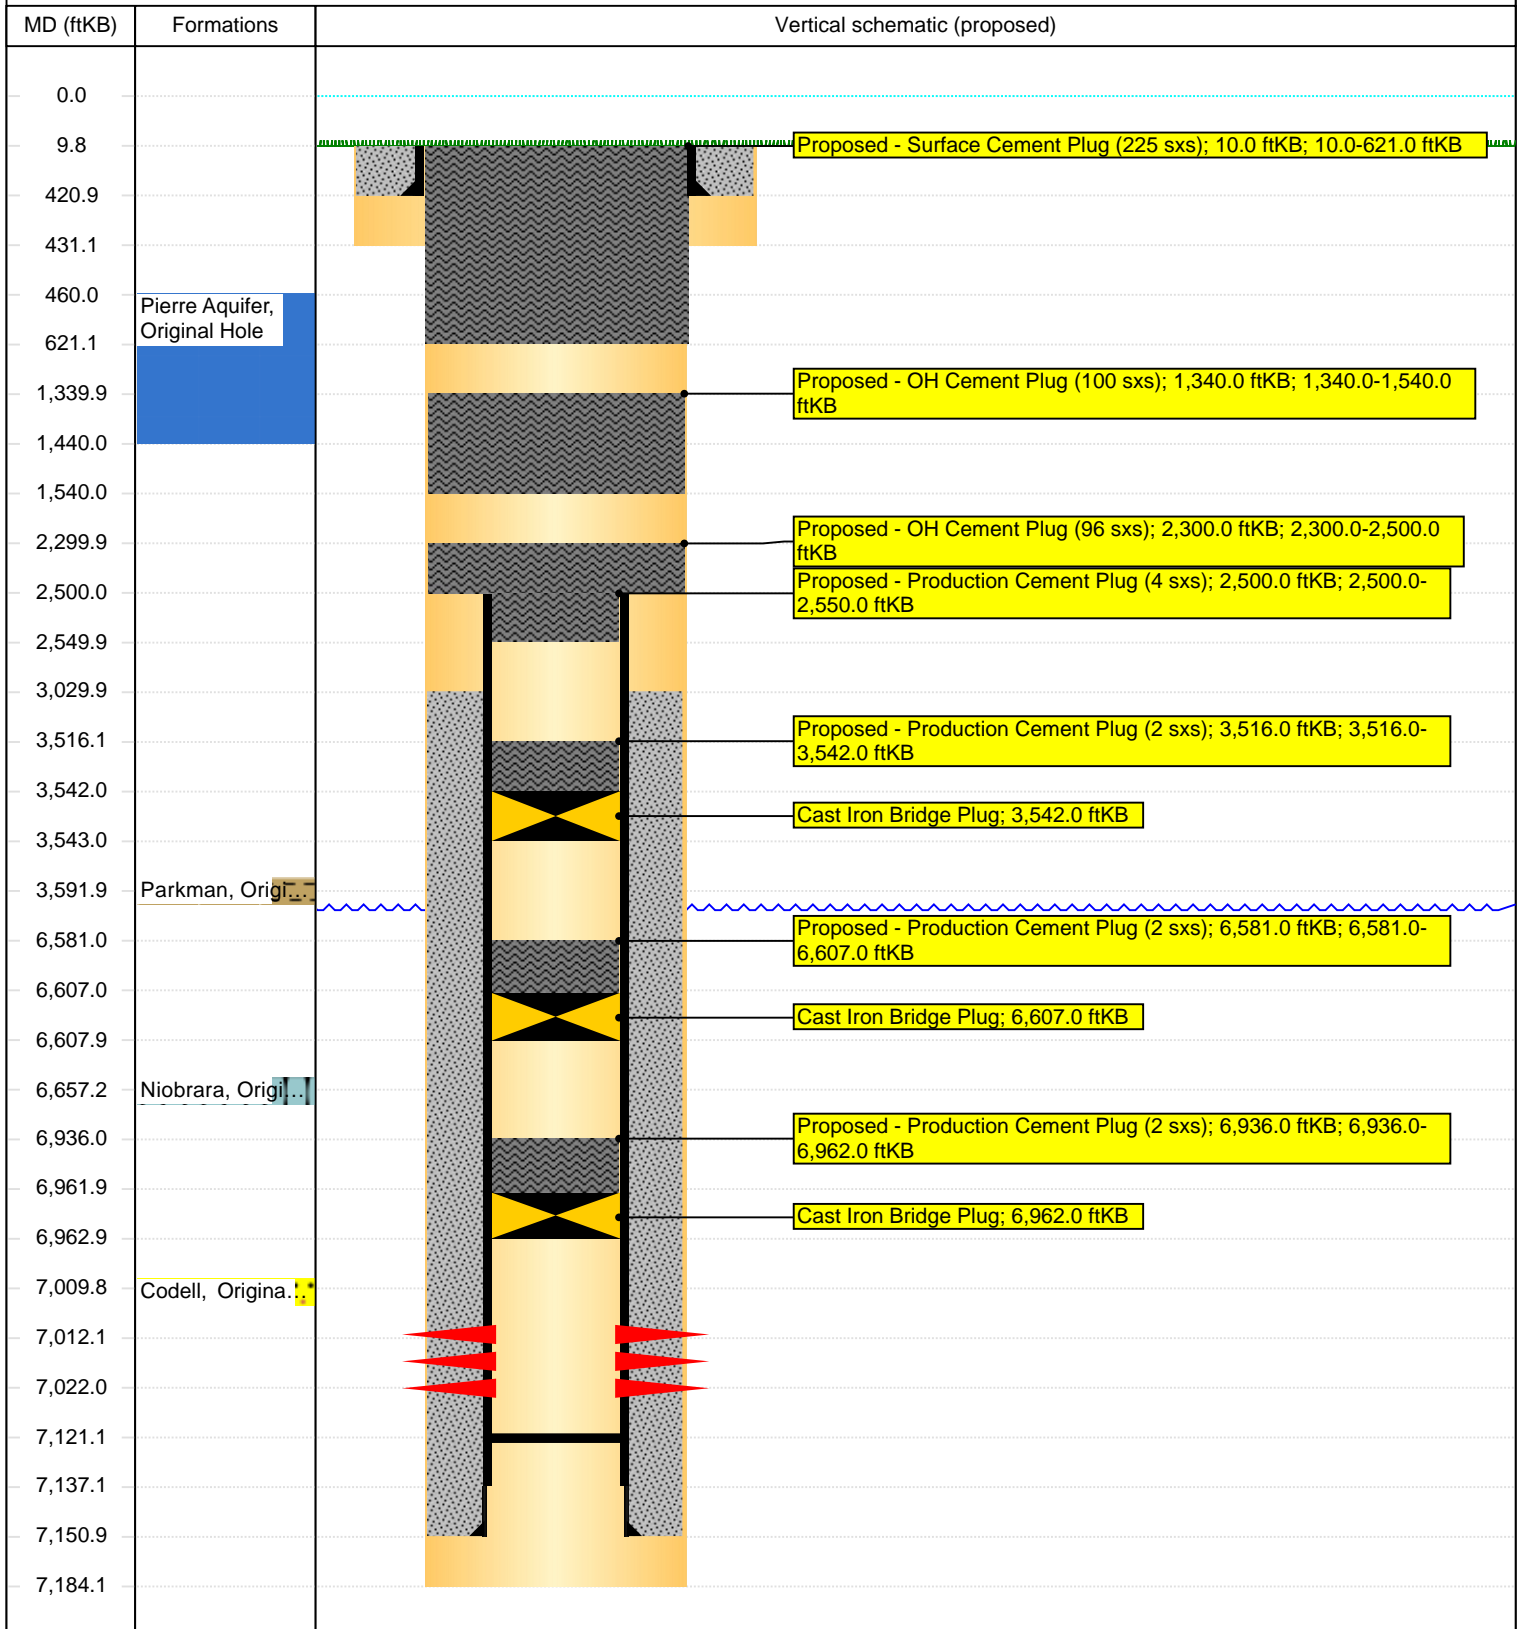 MD (ftKB)
Formations
Vertical schematic (proposed)
0.0
9.8
Proposed - Surface Cement Plug (225 sxs); 10.0 ftKB; 10.0-621.0 ftKB
420.9
431.1
460.0
Pierre Aquifer,
Original Hole
621.1
1,339.9
Proposed - OH Cement Plug (100 sxs); 1,340.0 ftKB; 1,340.0-1,540.0
ftKB
1,440.0
1,540.0
2,299.9
Proposed - OH Cement Plug (96 sxs); 2,300.0 ftKB; 2,300.0-2,500.0
ftKB
2,500.0
Proposed - Production Cement Plug (4 sxs); 2,500.0 ftKB; 2,500.0-
2,550.0 ftKB
2,549.9
3,029.9
3,516.1
Proposed - Production Cement Plug (2 sxs); 3,516.0 ftKB; 3,516.0-
3,542.0 ftKB
3,542.0
Cast Iron Bridge Plug; 3,542.0 ftKB
3,543.0
3,591.9
Parkman, Origi...
6,581.0
Proposed - Production Cement Plug (2 sxs); 6,581.0 ftKB; 6,581.0-
6,607.0 ftKB
6,607.0
Cast Iron Bridge Plug; 6,607.0 ftKB
6,607.9
6,657.2
Niobrara, Origi...
6,936.0
Proposed - Production Cement Plug (2 sxs); 6,936.0 ftKB; 6,936.0-
6,962.0 ftKB
6,961.9
Cast Iron Bridge Plug; 6,962.0 ftKB
6,962.9
7,009.8
Codell, Origina...
7,012.1
7,022.0
7,121.1
7,137.1
7,150.9
7,184.1